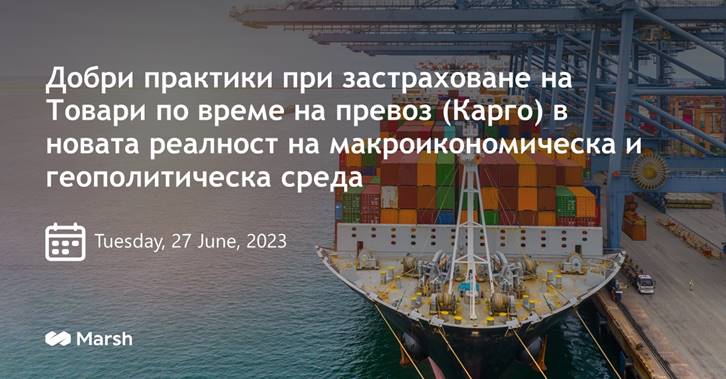 Добри практики при застраховане на
Товари по време на превоз (Карго) в
новата реалност на макроикономическа и
геополитическа среда
Tuesday, 27 June, 2023
Marsh